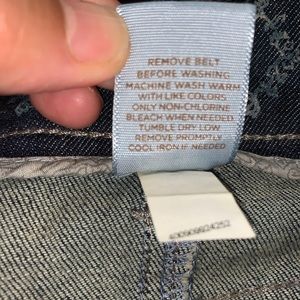 REMOVE BELT
BEFORE WASHING
MACHINE WASH WARM
WITH LIKE COLORS
ONLY NON-CHLORINE
BLEACH WHEN NEEDED.
TUMBLE DRY LOW
REMOVE PROMPTLY
COOL IRON IF NEEDED